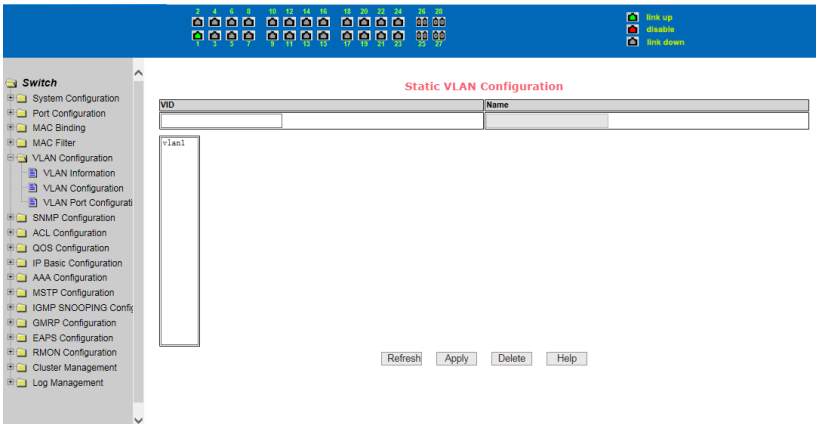 2 4 6 8 10 12 14 16 18 20 22 24 26 28
1 3 5 7 9 11 13 15 17 19 21 23 25 27
link up
disable
link down
Switch
System Configuration
Port Configuration
MAC Binding
MAC Filter
VLAN Configuration
VLAN Information
VLAN Configuration
VLAN Port Configurati
SNMP Configuration
ACL Configuration
QOS Configuration
IP Basic Configuration
AAA Configuration
MSTP Configuration
IGMP SNOOPING Config
GMRP Configuration
EAPS Configuration
RMON Configuration
Cluster Management
Log Management
Static VLAN Configuration
VID Name
vlan1
Refresh Apply Delete Help